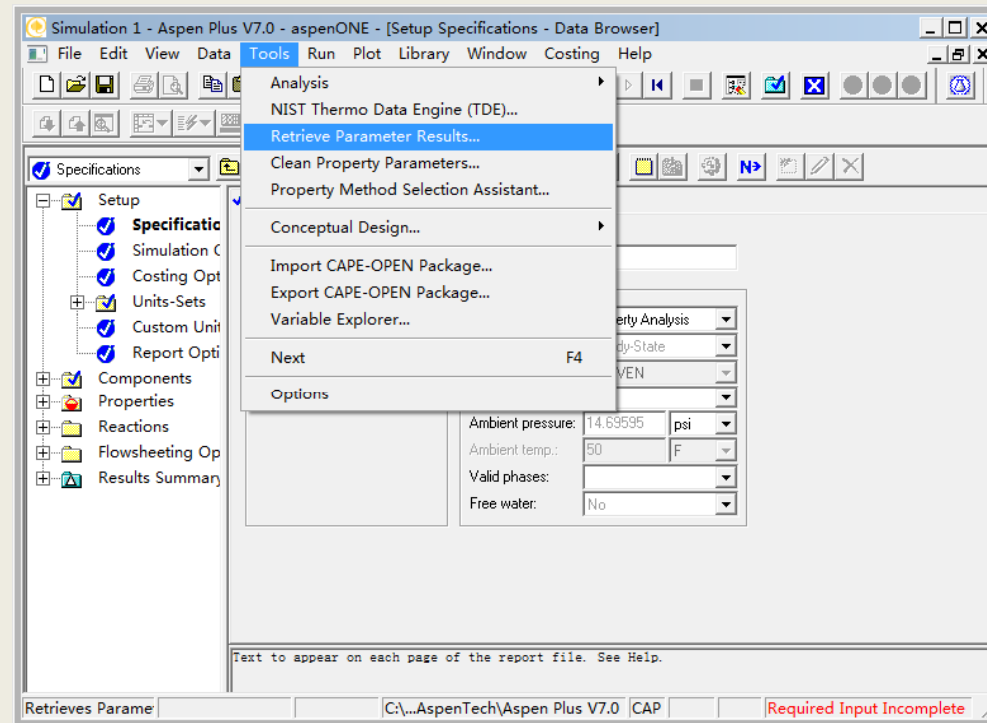 Simulation 1 - Aspen Plus V7.0 - aspenONE - [Setup Specifications - Data Browser]
File Edit View Data Tools Run Plot Library Window Costing Help
Analysis
NIST Thermo Data Engine (TDE)...
Retrieve Parameter Results...
Clean Property Parameters...
Property Method Selection Assistant...
Conceptual Design...
Import CAPE-OPEN Package...
Export CAPE-OPEN Package...
Variable Explorer...
Next F4
Options
Specifications
N
Setup
Specificatio
Simulation C
Costing Opt
Units-Sets
Custom Unit
Report Opti
Components
Properties
Reactions
Flowsheeting Op
Results Summary
erty Analysis
dy-State
VEN
Ambient pressure: 14.69595 psi
Ambient temp.: 50 F
Valid phases:
Free water: No
Text to appear on each page of the report file. See Help.
Retrieves Parame C:\...AspenTech\Aspen Plus V7.0 CAP Required Input Incomplete